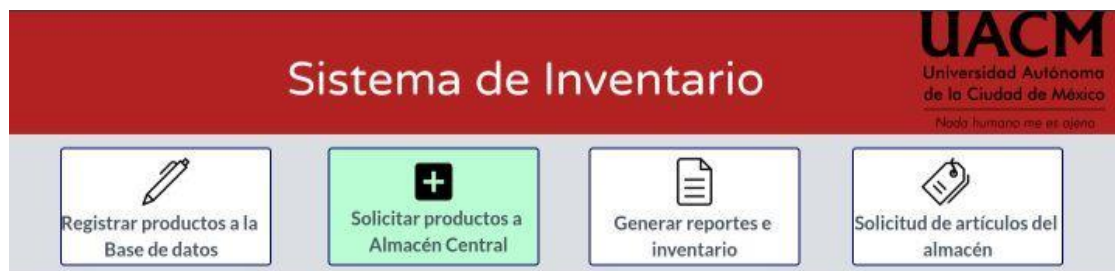 UACM
Universidad Autónoma
de la Ciudad de México
Nada humano me es ajeno
Sistema de Inventario
Registrar productos a la
Base de datos
Solicitar productos a
Almacén Central
Generar reportes e
inventario
Solicitud de artículos del
almacén